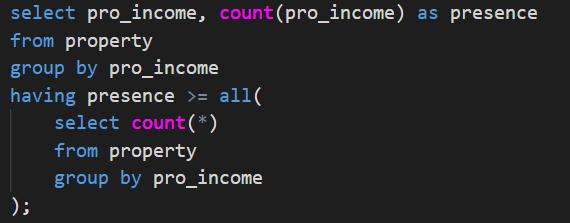 select pro_income, count(pro_income) as presence
from property
group by pro_income
having presence >= all(
    select count(*)
    from property
    group by pro_income
);